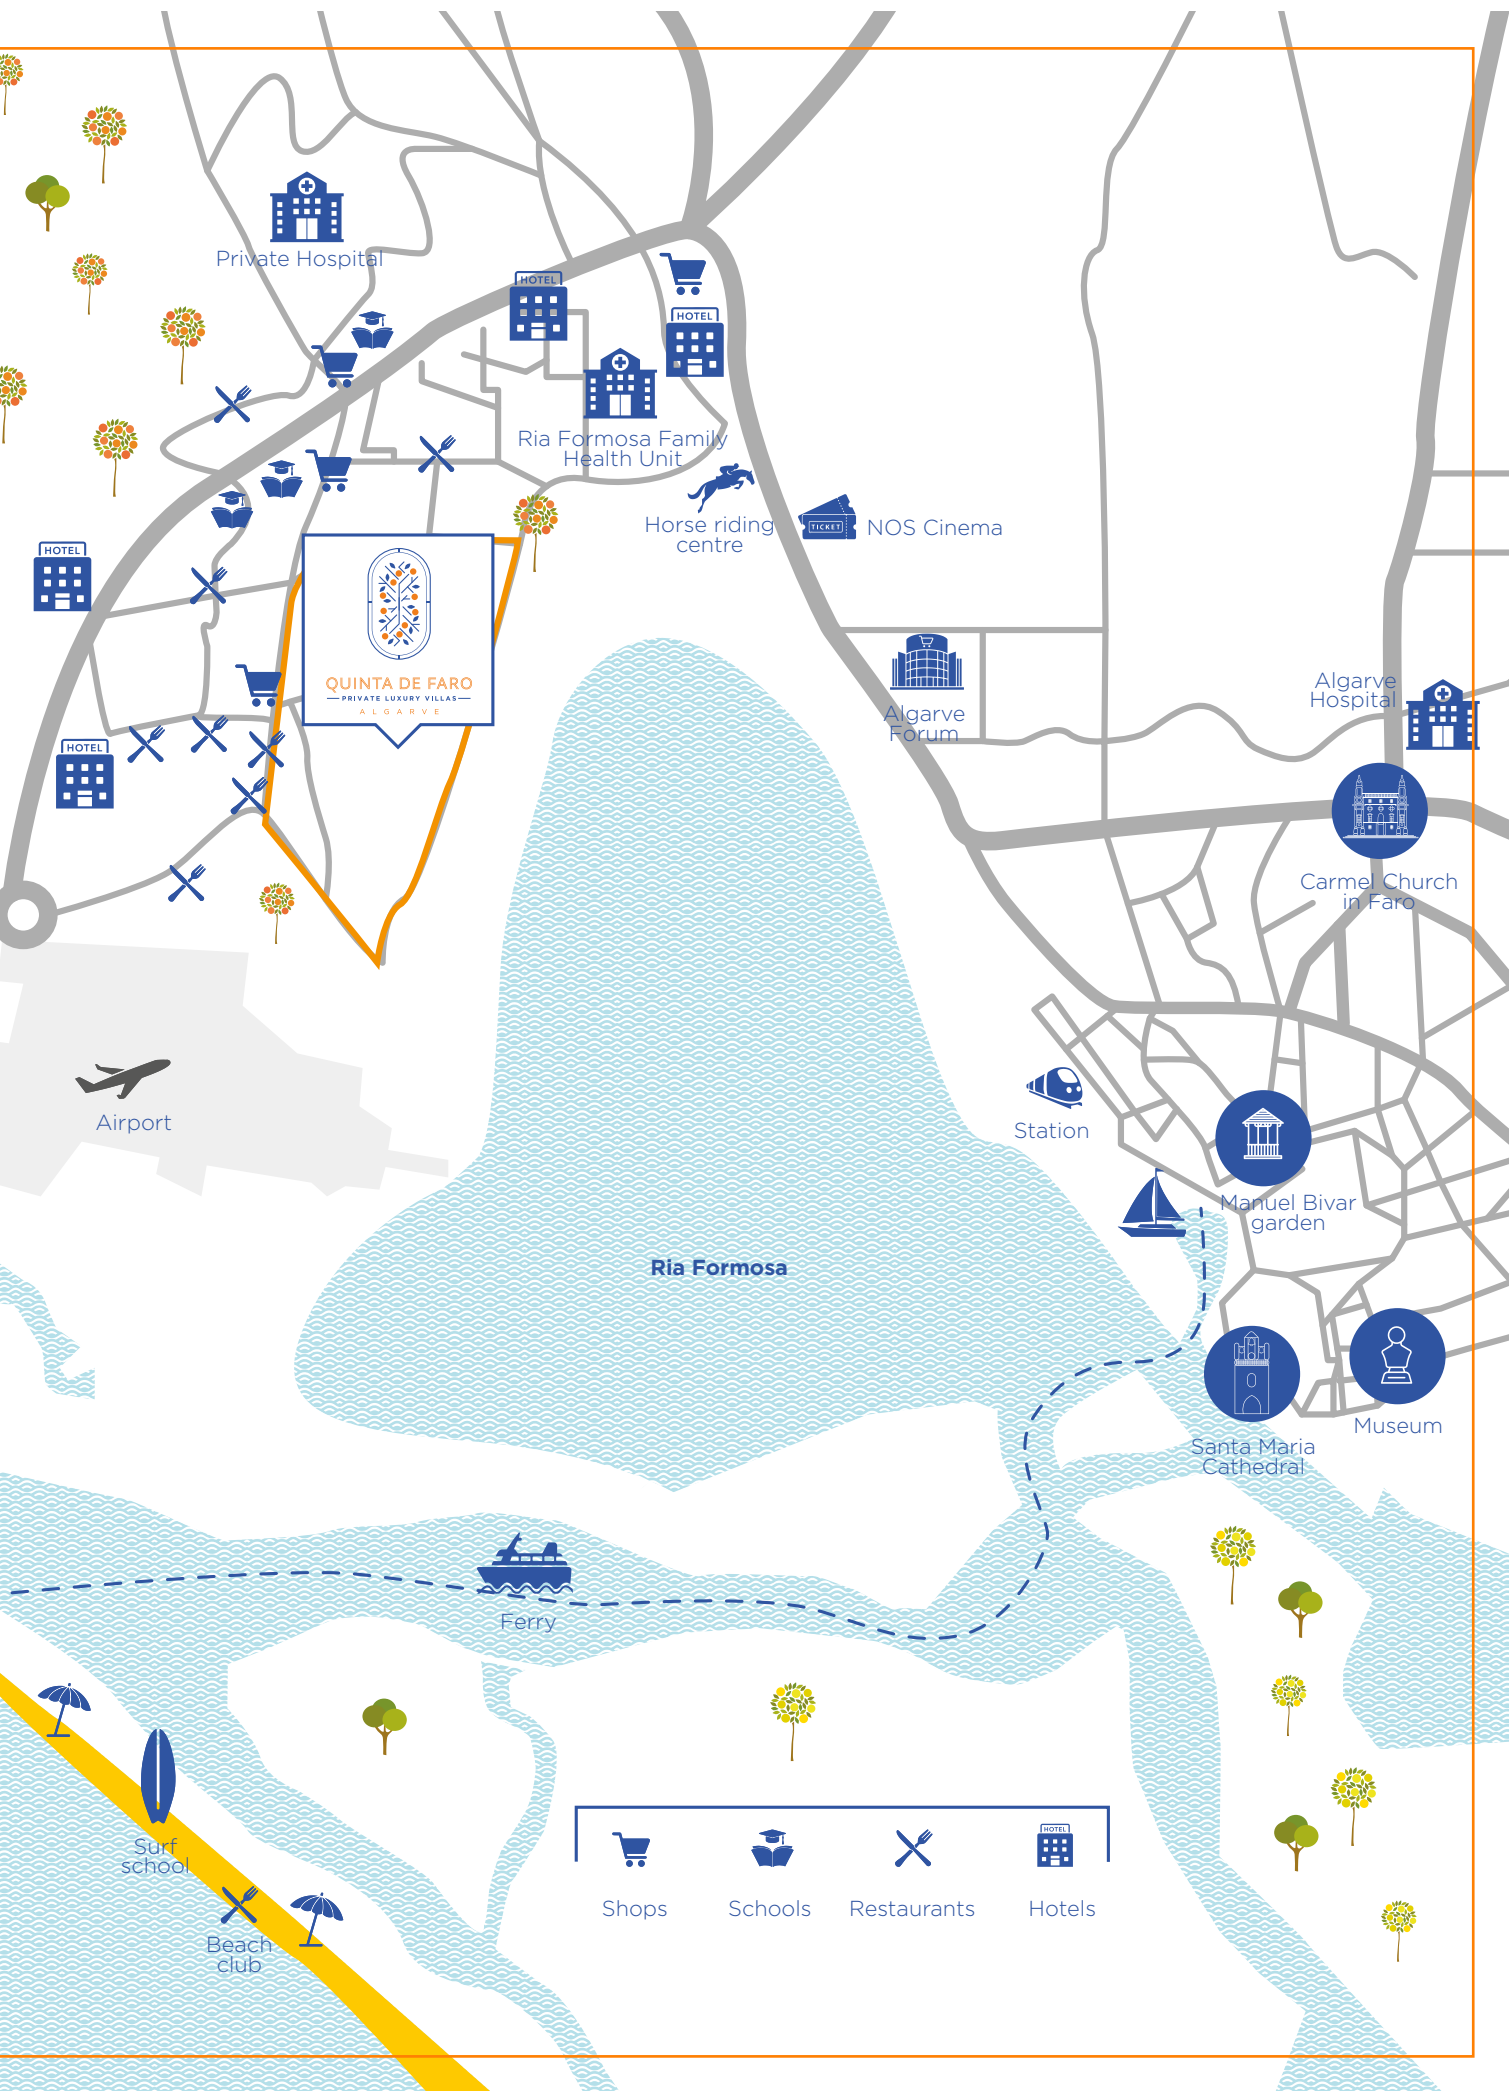 Private Hospital
HOTEL
HOTEL
Ria Formosa Family
Health Unit
Horse riding
centre
TICKET
NOS Cinema
HOTEL
QUINTA DE FARO
PRIVATE LUXURY VILLAS
ALGARVE
Algarve
Hospital
Algarve
Forum
HOTEL
Carmel Church
in Faro
Airport
Station
Manuel Bivar
garden
Ria Formosa
Museum
Santa Maria
Cathedral
Ferry
Surf
school
Beach
club
HOTEL
Shops
Schools
Restaurants
Hotels